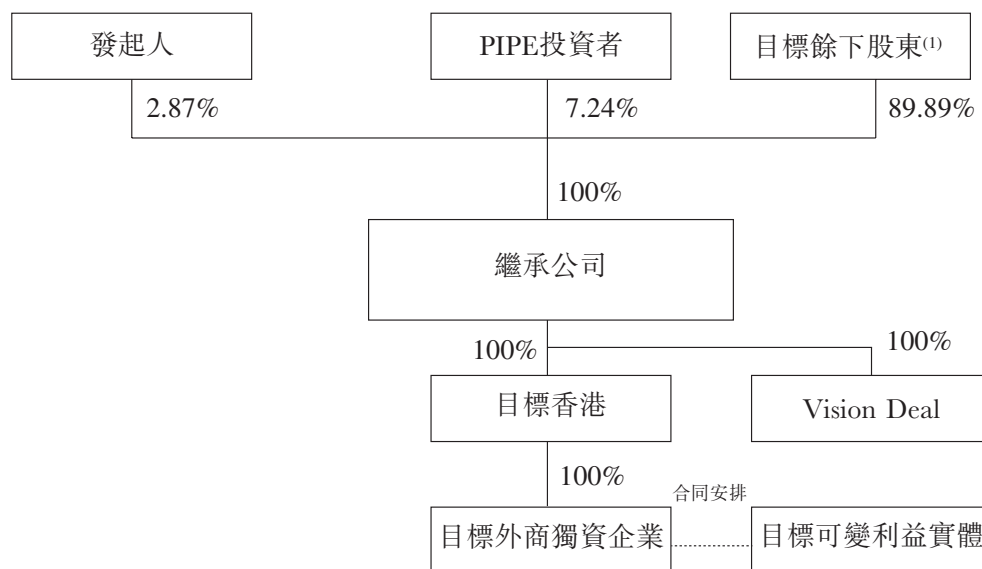 發起人
PIPE投資者
目標餘下股東(1)
2.87%
7.24%
89.89%
100%
繼承公司
100%
100%
目標香港
Vision Deal
100%
合同安排
目標外商獨資企業
目標可變利益實體